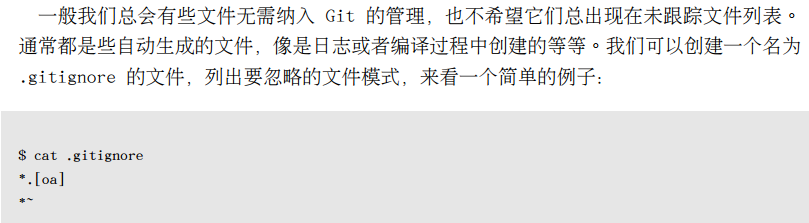 一般我们总会有些文件无需纳入 Git 的管理，也不希望它们总出现在未跟踪文件列表。
通常都是些自动生成的文件，像是日志或者编译过程中创建的等等。我们可以创建一个名为
.gitignore 的文件，列出要忽略的文件模式，来看一个简单的例子：
$ cat .gitignore
*.[oa]
*~